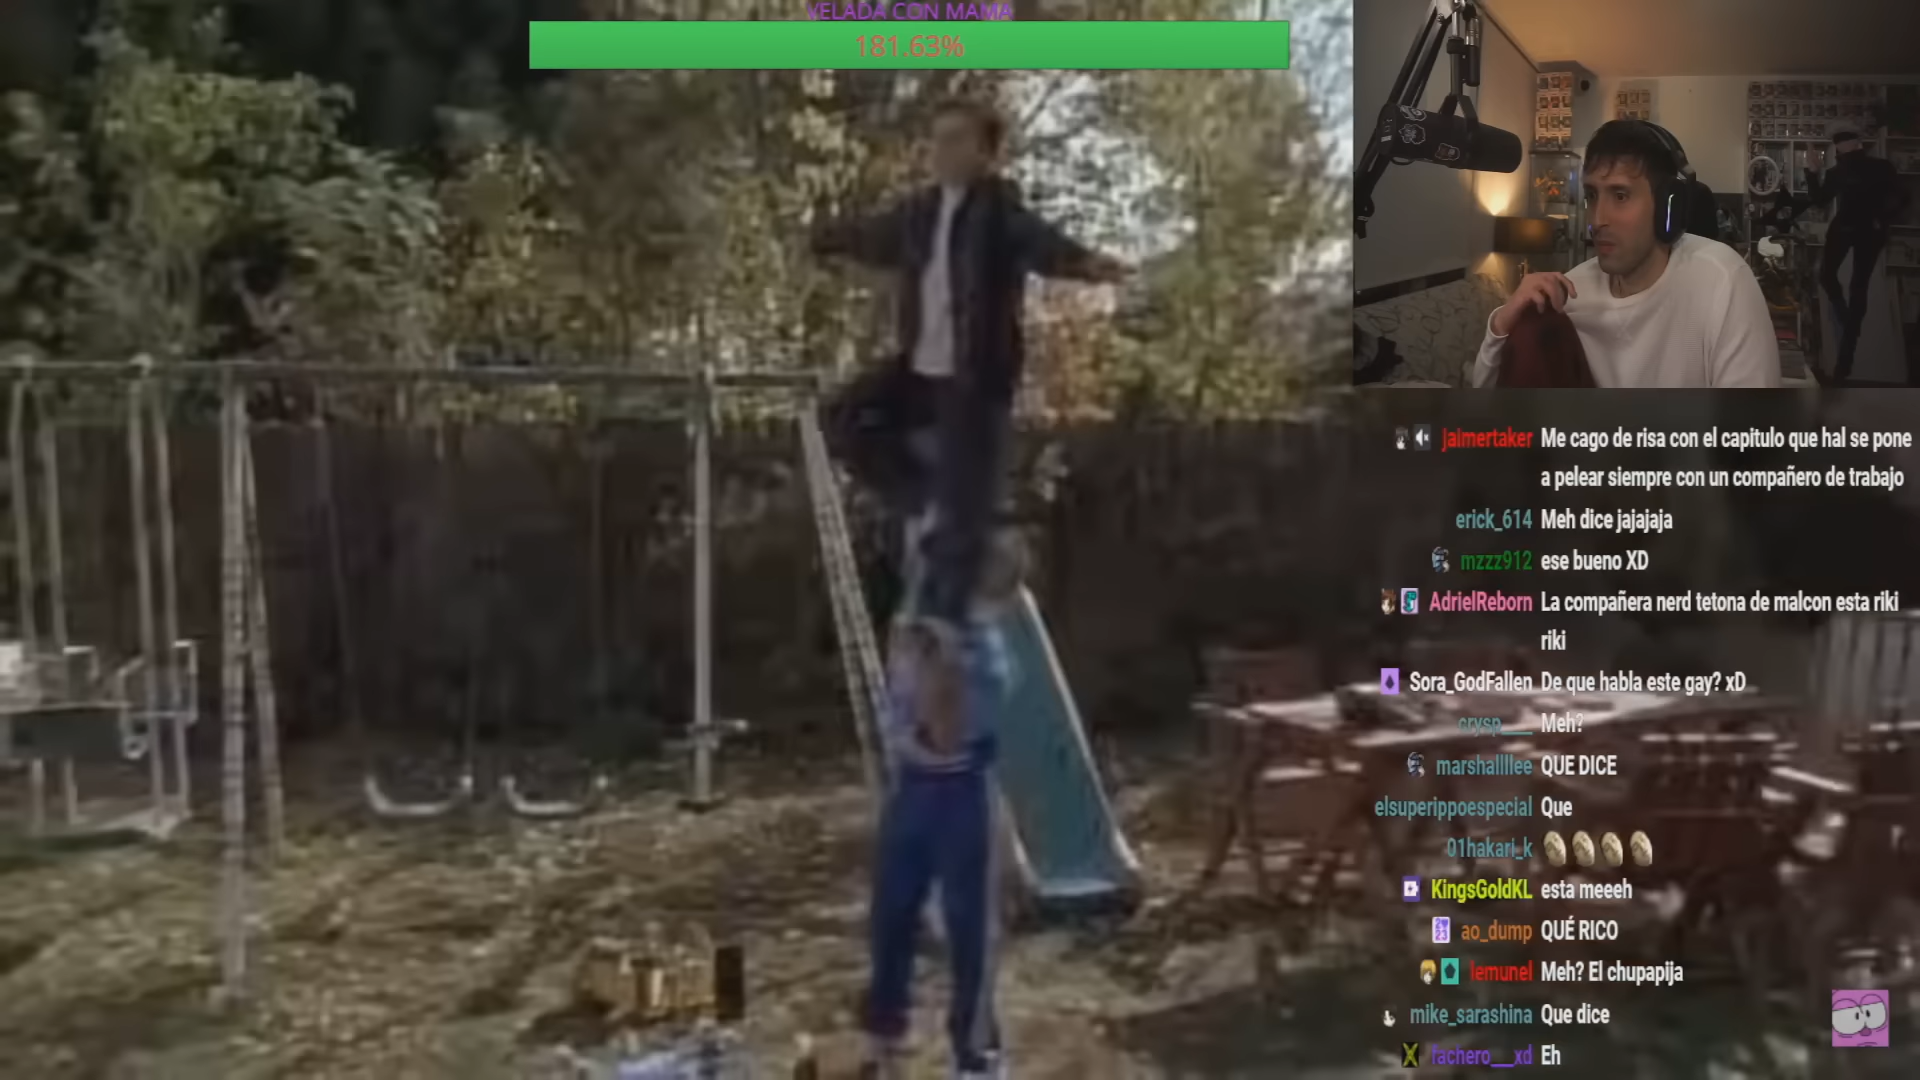 VELADA CON MAMA
181.63%
jaimertaker Me cago de risa con el capitulo que hal se pone
a pelear siempre con un compañero de trabajo
erick_614 Meh dice jajajaja
mzzz912 ese bueno XD
AdrielReborn La compañera nerd tetona de malcon esta riki
riki
Sora_GodFallen De que habla este gay? xD
crysp___ Meh?
marshallllee QUE DICE
elsuperippoespecial Que
01hakari_k
KingsGoldKL esta meeeh
ao_dump QUÉ RICO
lemunel Meh? El chupapija
mike_sarashina Que dice
fachero__xd Eh